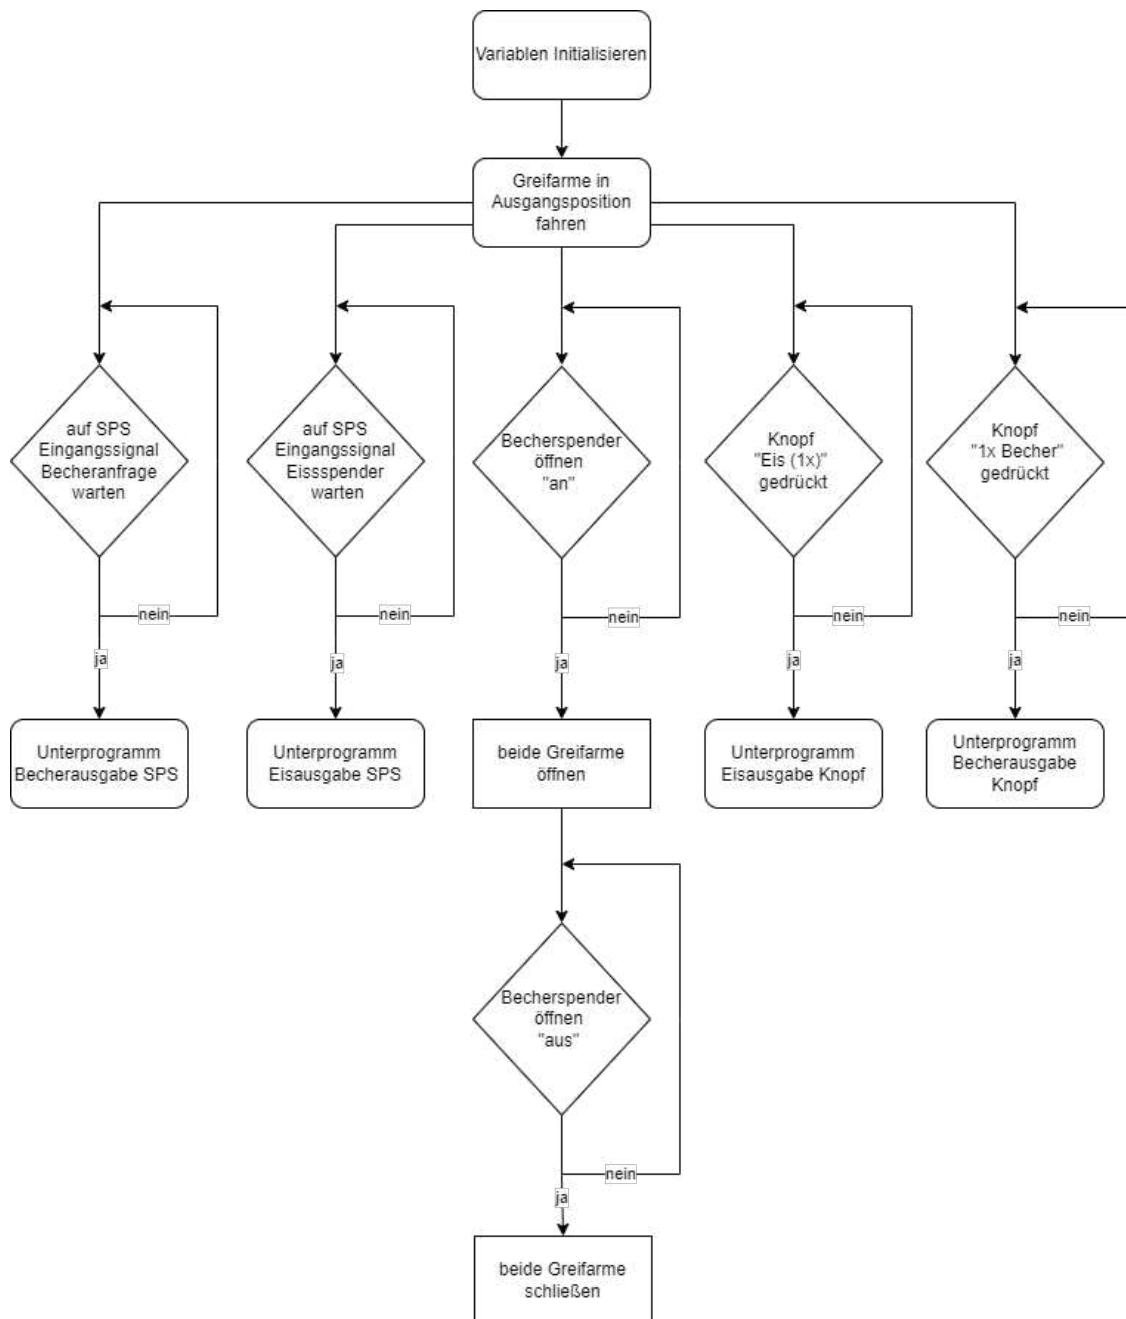 Variablen Initialisieren
Greifarme in
Ausgangsposition
fahren
auf SPS
Eingangssignal
Becheranfrage
warten
auf SPS
Eingangssignal
Eissspender
warten
Becherspender
öffnen
"an"
Knopf
"Eis (1x)"
gedrückt
Knopf
"1x Becher"
gedrückt
nein
nein
nein
nein
nein
ja
ja
ja
ja
ja
Unterprogramm
Becherausgabe SPS
Unterprogramm
Eisausgabe SPS
beide Greifarme
öffnen
Unterprogramm
Eisausgabe Knopf
Unterprogramm
Becherausgabe
Knopf
Becherspender
öffnen
"aus"
nein
ja
beide Greifarme
schließen